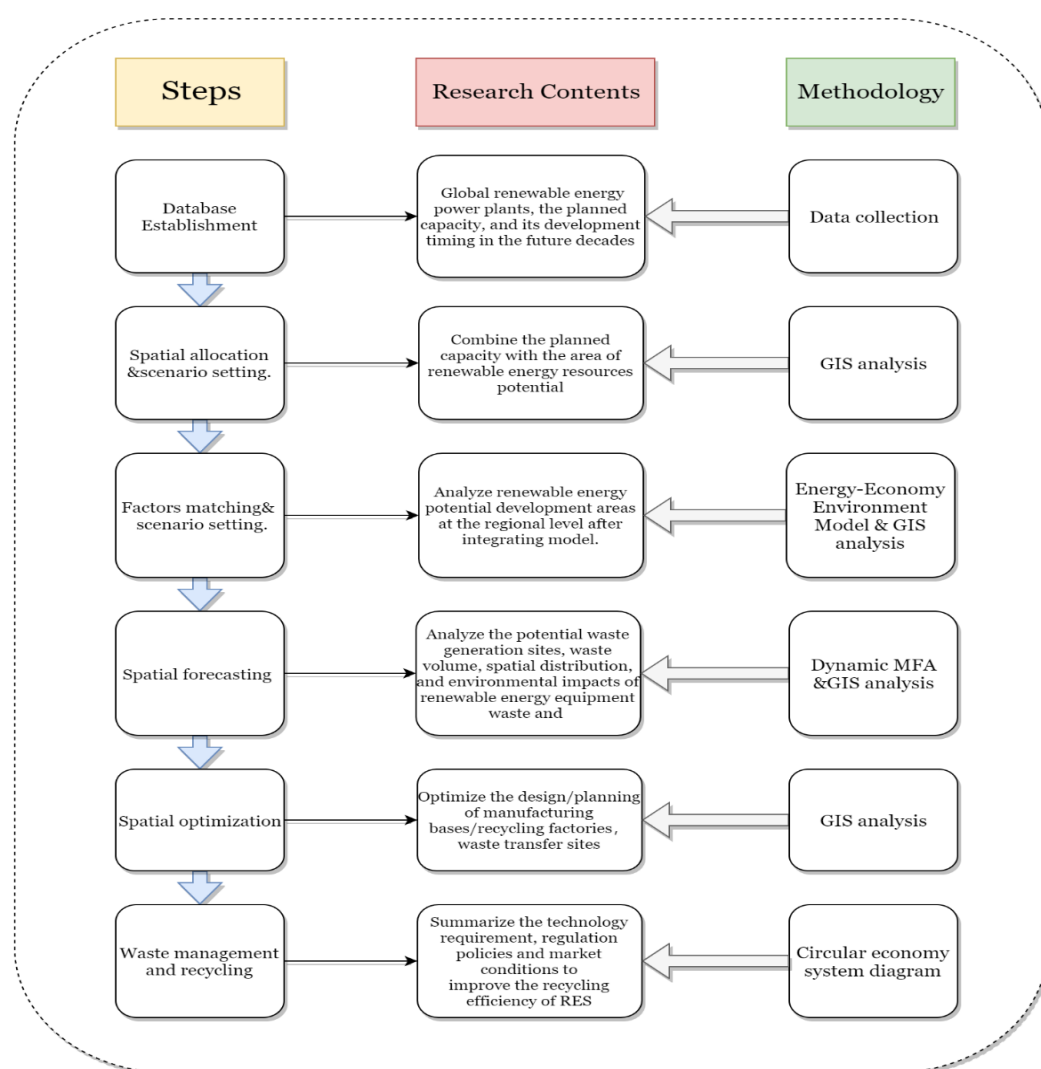 Steps
Research Contents
Methodology
Database
Establishment
Global renewable energy
power plants, the planned
capacity, and its development
timing in the future decades
Data collection
Spatial allocation
&scenario setting.
Combine the planned
capacity with the area of
renewable energy resources
potential
GIS analysis
Factors matching&
scenario setting.
Analyze renewable energy
potential development areas
at the regional level after
integrating model.
Energy-Economy
Environment
Model & GIS
analysis
Spatial forecasting
Analyze the potential waste
generation sites, waste
volume, spatial distribution,
and environmental impacts of
renewable energy equipment
waste and
Dynamic MFA
&GIS analysis
Spatial optimization
Optimize the design/planning
of manufacturing
bases/recycling factories,
waste transfer sites
GIS analysis
Waste management
and recycling
Summarize the technology
requirement, regulation
policies and market
conditions to
improve the recycling
efficiency of RES
Circular economy
system diagram